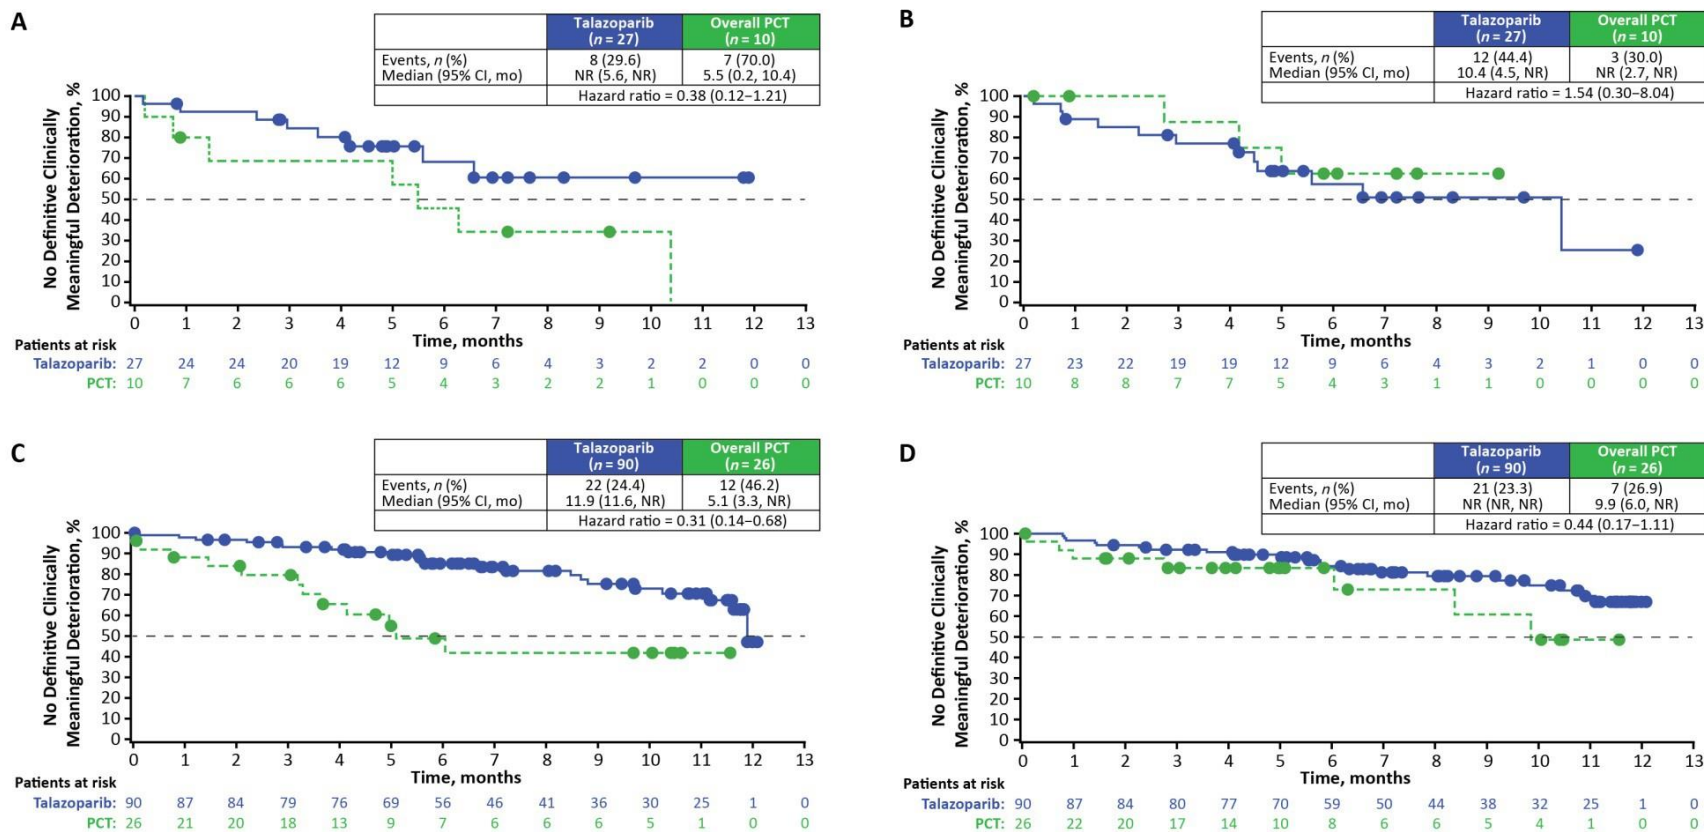 A
Talazoparib Overall PCT
(n = 27) (n = 10)
Events, n (%) 8 (29.6) 7 (70.0)
Median (95% CI, mo) NR (5.6, NR) 5.5 (0.2, 10.4)
Hazard ratio = 0.38 (0.12–1.21)
No Definitive Clinically
Meaningful Deterioration, %
100
90
80
70
60
50
40
30
20
10
0
0 1 2 3 4 5 6 7 8 9 10 11 12 13
Time, months
Patients at risk
Talazoparib: 27 24 24 20 19 12 9 6 4 3 2 2 0 0
PCT: 10 7 6 6 6 5 4 3 2 2 1 0 0 0
B
Talazoparib Overall PCT
(n = 27) (n = 10)
Events, n (%) 12 (44.4) 3 (30.0)
Median (95% CI, mo) 10.4 (4.5, NR) NR (2.7, NR)
Hazard ratio = 1.54 (0.30–8.04)
No Definitive Clinically
Meaningful Deterioration, %
100
90
80
70
60
50
40
30
20
10
0
0 1 2 3 4 5 6 7 8 9 10 11 12 13
Time, months
Patients at risk
Talazoparib: 27 23 22 19 19 12 9 6 4 3 2 1 0 0
PCT: 10 8 8 7 7 5 4 3 1 1 0 0 0 0
C
Talazoparib Overall PCT
(n = 90) (n = 26)
Events, n (%) 22 (24.4) 12 (46.2)
Median (95% CI, mo) 11.9 (11.6, NR) 5.1 (3.3, NR)
Hazard ratio = 0.31 (0.14–0.68)
No Definitive Clinically
Meaningful Deterioration, %
100
90
80
70
60
50
40
30
20
10
0
0 1 2 3 4 5 6 7 8 9 10 11 12 13
Time, months
Patients at risk
Talazoparib: 90 87 84 79 76 69 56 46 41 36 30 25 1 0
PCT: 26 21 20 18 13 9 7 6 6 6 5 1 0 0
D
Talazoparib Overall PCT
(n = 90) (n = 26)
Events, n (%) 21 (23.3) 7 (26.9)
Median (95% CI, mo) NR (NR, NR) 9.9 (6.0, NR)
Hazard ratio = 0.44 (0.17–1.11)
No Definitive Clinically
Meaningful Deterioration, %
100
90
80
70
60
50
40
30
20
10
0
0 1 2 3 4 5 6 7 8 9 10 11 12 13
Time, months
Patients at risk
Talazoparib: 90 87 84 80 77 70 59 50 44 38 32 25 1 0
PCT: 26 22 20 17 14 10 8 6 6 5 4 1 0 0